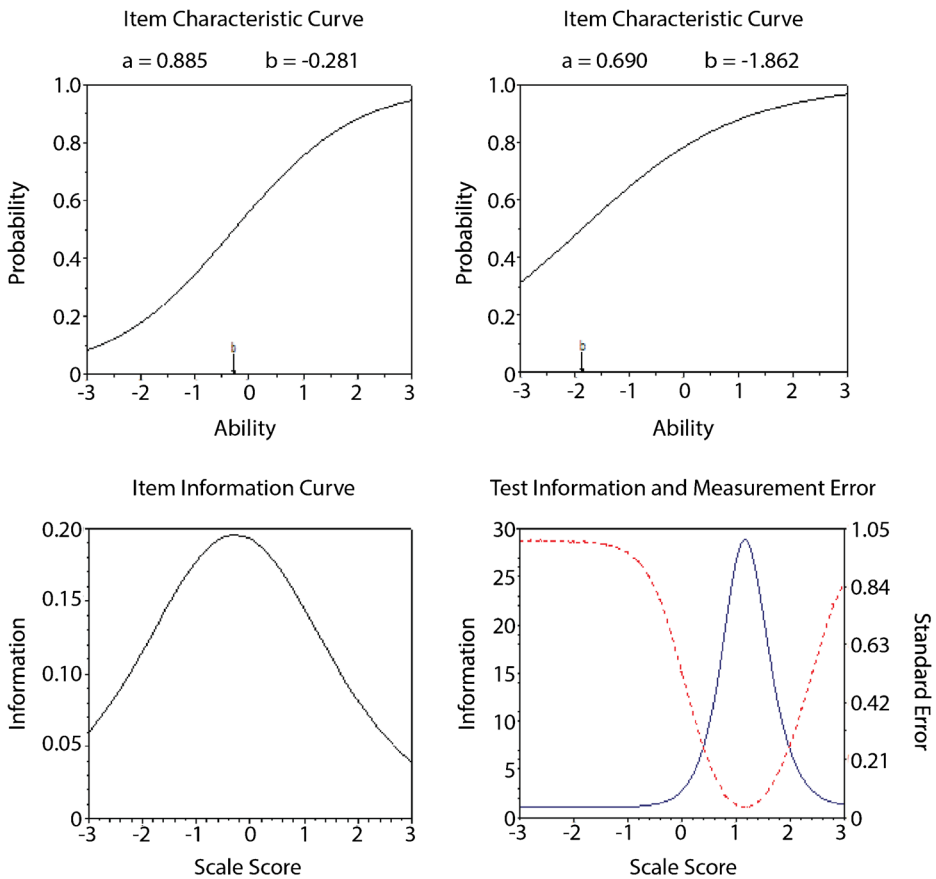 Item Characteristic Curve
a = 0.885 b = -0.281
Probability
1.0
0.8
0.6
0.4
0.2
0
b
-3 -2 -1 0 1 2 3
Ability
Item Characteristic Curve
a = 0.690 b = -1.862
Probability
1.0
0.8
0.6
0.4
0.2
0
b
-3 -2 -1 0 1 2 3
Ability
Item Information Curve
Information
0.20
0.15
0.10
0.05
0
-3 -2 -1 0 1 2 3
Scale Score
Test Information and Measurement Error
Information
30
25
20
15
10
5
0
1.05
0.84
0.63
0.42
0.21
0
Standard Error
-3 -2 -1 0 1 2 3
Scale Score